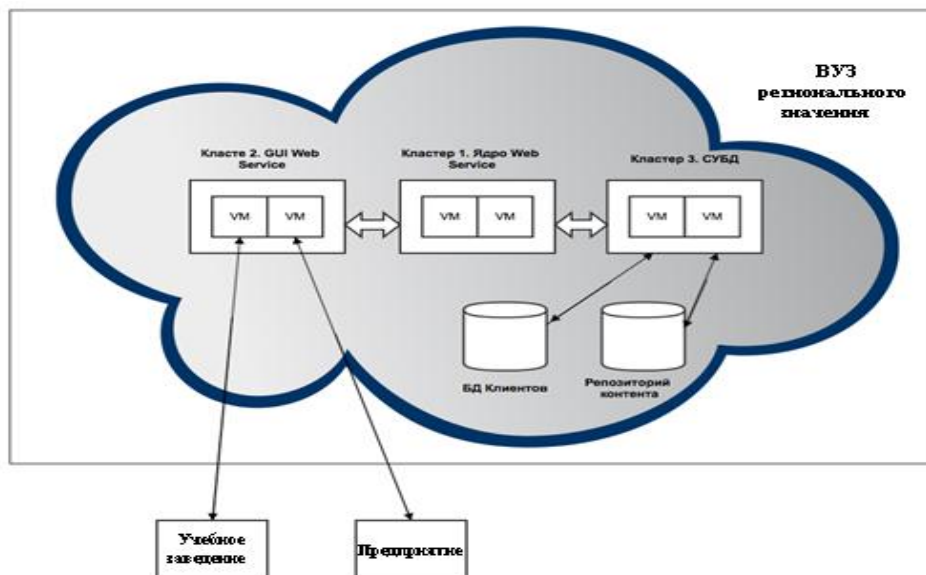 ВУЗ
регионального
значения
Класте 2. GUI Web
Service
Кластер 1. Ядро Web
Service
Кластер 3. СУБД
VM VM
VM VM
VM VM
БД Клиентов
Репозиторий
контента
Учебное
заведение
Предприятие